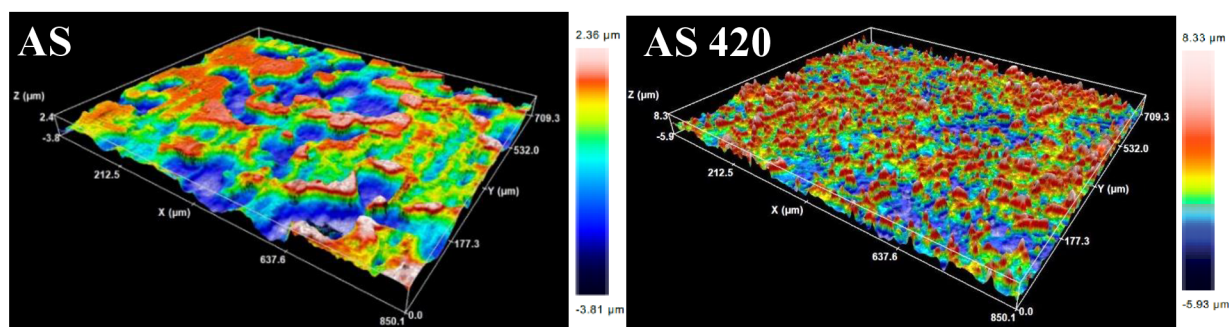 AS
2.36 µm
Z (µm)
2.4
-3.8
212.5
X (µm)
637.6
850.1
0.0
177.3
Y (µm)
532.0
709.3
-3.81 µm
AS 420
8.33 µm
Z (µm)
8.3
-5.9
212.5
X (µm)
637.6
850.1
0.0
177.3
Y (µm)
532.0
709.3
-5.93 µm